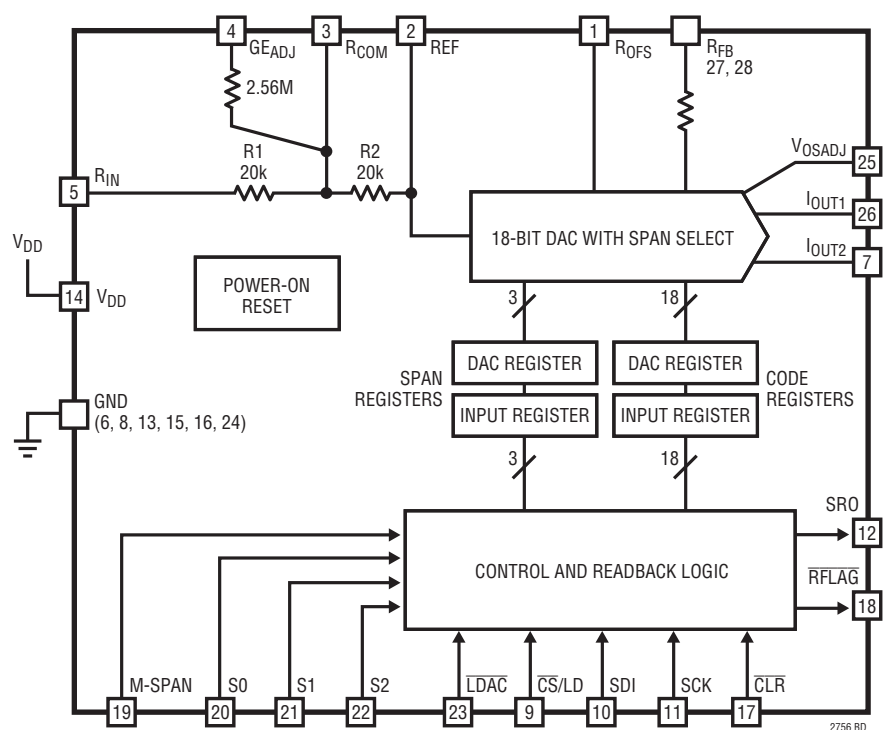 4 3 2 1
GEADJ RCOM REF ROFS RFB
27, 28
2.56M
VOSADJ
25
R1 R2
20k 20k
RIN
5
IOUT1
26
18-BIT DAC WITH SPAN SELECT
IOUT2
7
VDD
14 VDD
POWER-ON
RESET
3 18
SPAN
REGISTERS
DAC REGISTER
INPUT REGISTER
DAC REGISTER
INPUT REGISTER
CODE
REGISTERS
GND
(6, 8, 13, 15, 16, 24)
3 18
SRO
12
CONTROL AND READBACK LOGIC
RFLAG
18
M-SPAN S0 S1 S2 LDAC CS/LD SDI SCK CLR
19 20 21 22 23 9 10 11 17
2756 BD